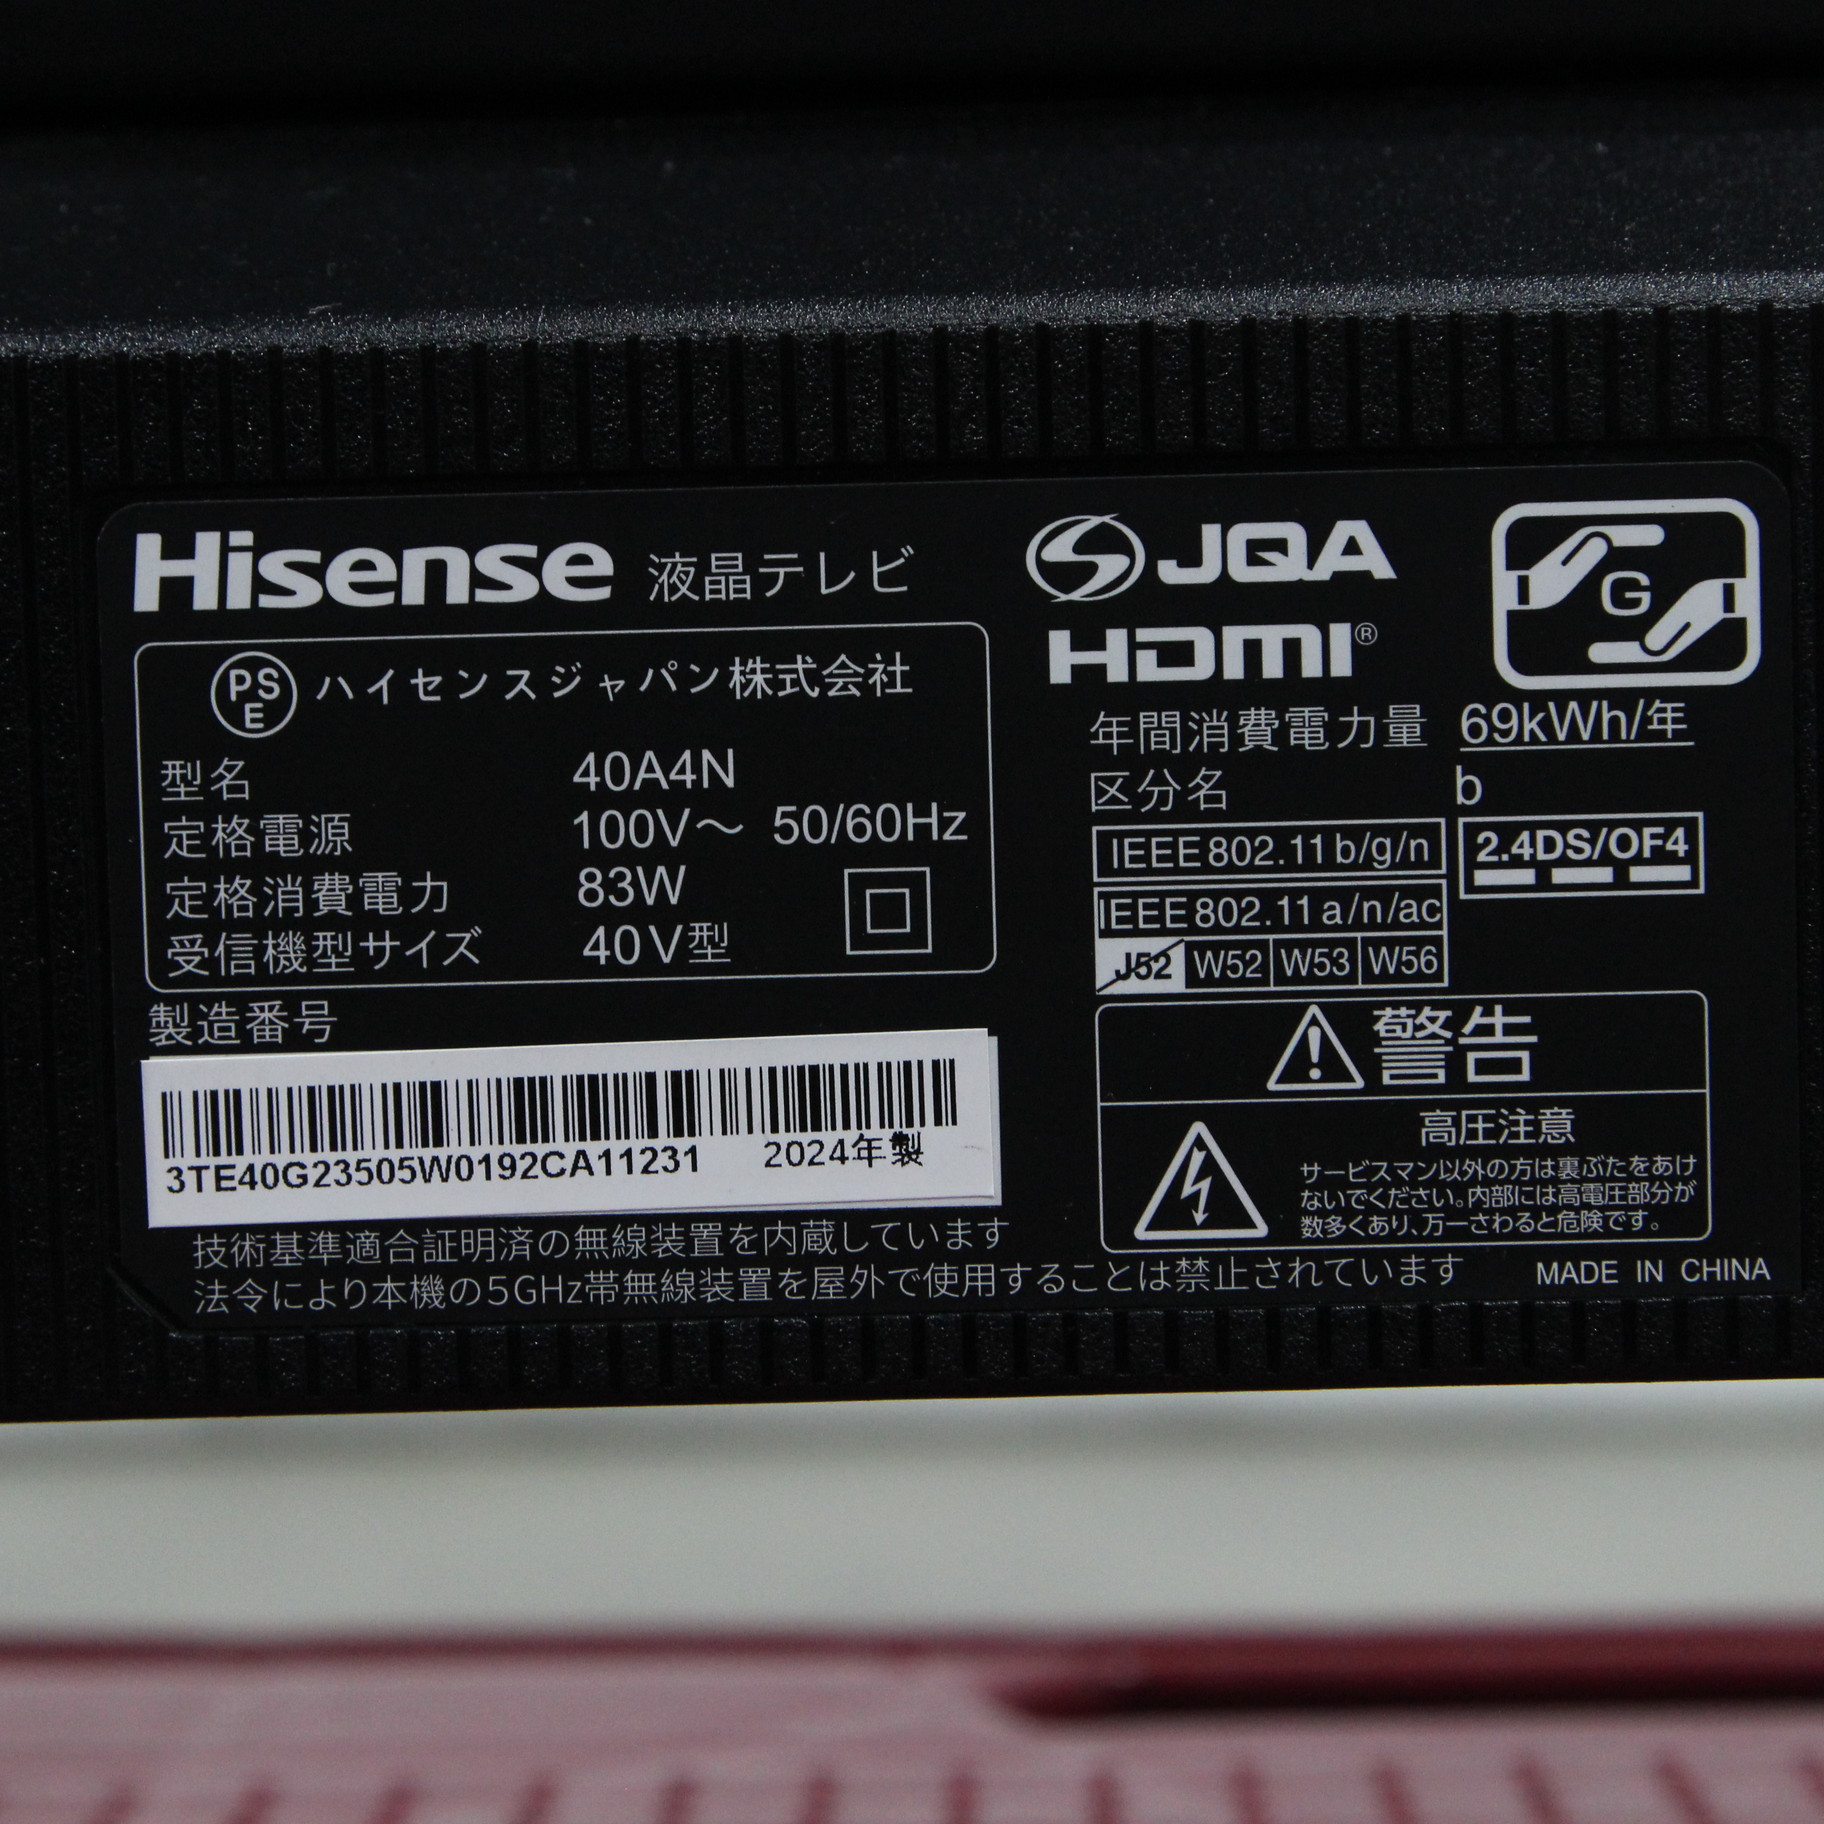 Hisense 液晶テレビ
PSE ハイセンスジャパン株式会社
型名 40A4N
定格電源 100V～ 50/60Hz
定格消費電力 83W
受信機型サイズ 40V型
製造番号
3TE40G23505W0192CA11231 2024年製
技術基準適合証明済の無線装置を内蔵しています
法令により本機の5GHz帯無線装置を屋外で使用することは禁止されています
S JQA
HDMI®
G
年間消費電力量 69kWh/年
区分名 b
IEEE802.11b/g/n
2.4DS/OF4
IEEE802.11a/n/ac
J52 W52 W53 W56
警告
高圧注意
サービスマン以外の方は裏ぶたをあけ
ないでください。内部には高電圧部分が
数多くあり、万一さわると危険です。
MADE IN CHINA